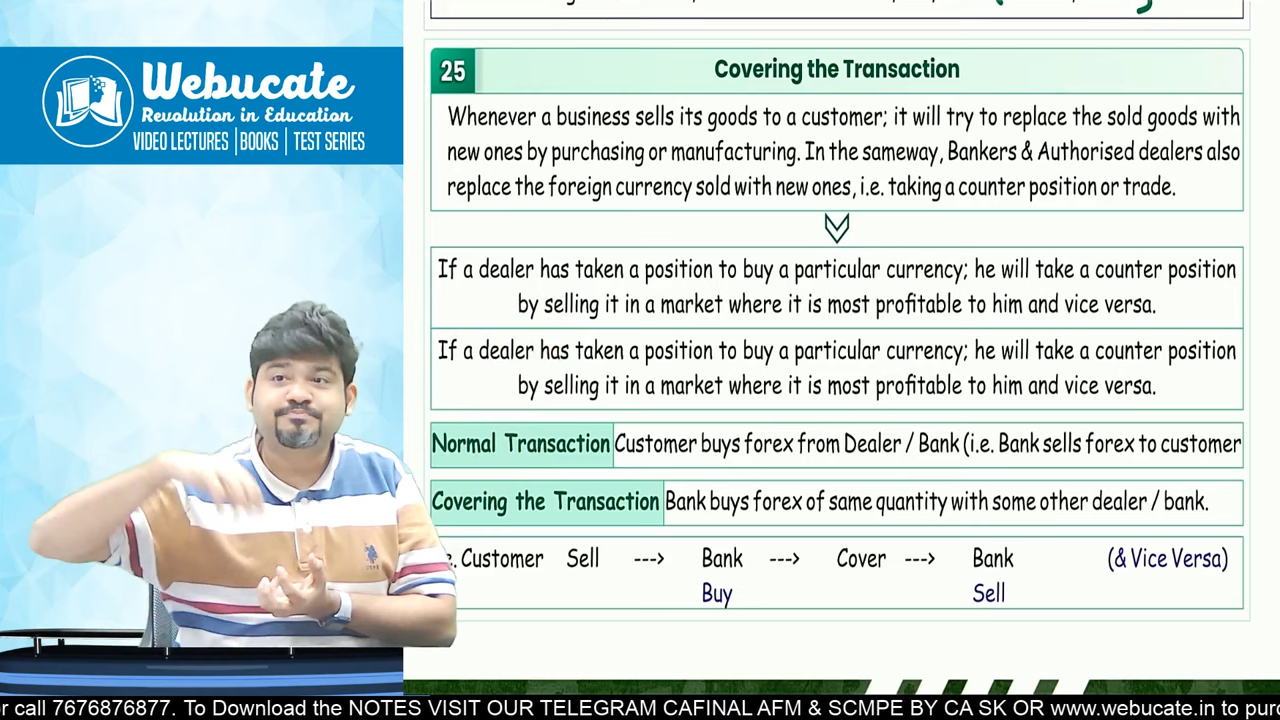 Webucate
Revolution in Education
VIDEO LECTURES | BOOKS | TEST SERIES
25
Covering the Transaction
Whenever a business sells its goods to a customer; it will try to replace the sold goods with
new ones by purchasing or manufacturing. In the sameway, Bankers & Authorised dealers also
replace the foreign currency sold with new ones, i.e. taking a counter position or trade.
If a dealer has taken a position to buy a particular currency; he will take a counter position
by selling it in a market where it is most profitable to him and vice versa.
If a dealer has taken a position to buy a particular currency; he will take a counter position
by selling it in a market where it is most profitable to him and vice versa.
Normal Transaction Customer buys forex from Dealer / Bank (i.e. Bank sells forex to customer
Covering the Transaction Bank buys forex of same quantity with some other dealer / bank.
Customer Sell ---> Bank ---> Cover ---> Bank (& Vice Versa)
Buy Sell
r call 7676876877. To Download the NOTES VISIT OUR TELEGRAM CAFINAL AFM & SCMPE BY CA SK OR www.webucate.in to pur